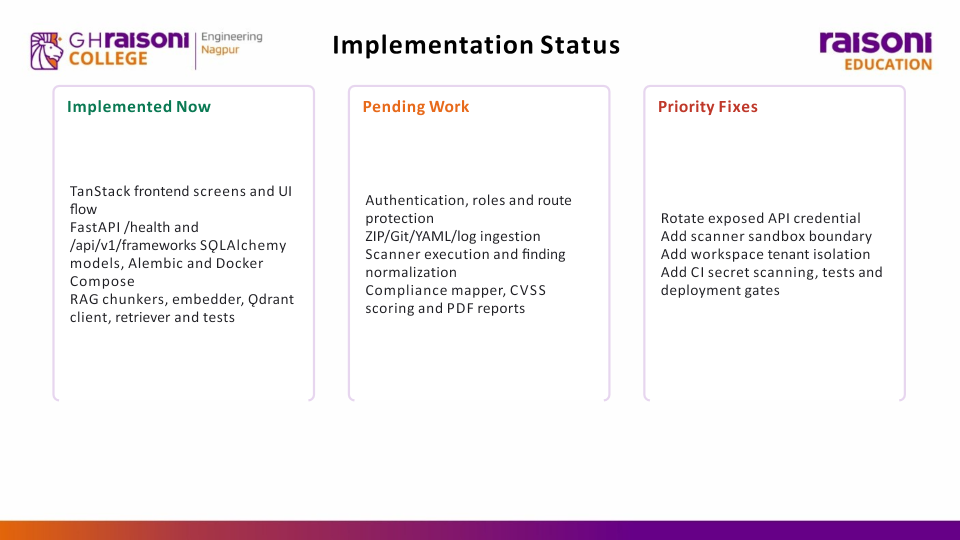 GHraisoni
COLLEGE
Engineering
Nagpur
Implementation Status
raisoni
EDUCATION
Implemented Now
TanStack frontend screens and UI
flow
FastAPI /health and
/api/v1/frameworks SQLAlchemy
models, Alembic and Docker
Compose
RAG chunkers, embedder, Qdrant
client, retriever and tests
Pending Work
Authentication, roles and route
protection
ZIP/Git/YAML/log ingestion
Scanner execution and finding
normalization
Compliance mapper, CVSS
scoring and PDF reports
Priority Fixes
Rotate exposed API credential
Add scanner sandbox boundary
Add workspace tenant isolation
Add CI secret scanning, tests and
deployment gates